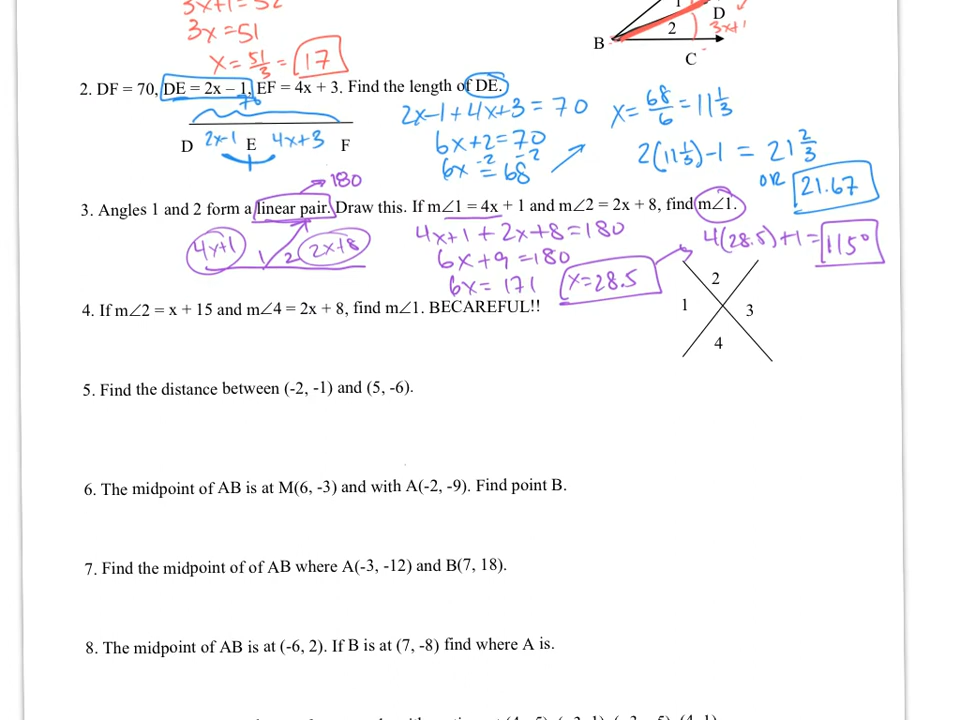 3x+1 = 52
3x = 51
x = 51/3 = 17
1
D
2
3x+1
B
C
2. DF = 70, DE = 2x – 1, EF = 4x + 3. Find the length of DE.
70
D 2x-1 E 4x+3 F
2x-1+4x+3 = 70
6x+2=70
-2 -2
6x = 68
x = 68/6 = 11 1/3
2(11 1/3)-1 = 21 2/3
OR 21.67
→ 180
3. Angles 1 and 2 form a linear pair. Draw this. If m∠1 = 4x + 1 and m∠2 = 2x + 8, find m∠1.
4x+1 1 2 2x+8
4x+1 + 2x+8 = 180
6x+9 = 180
6x = 171
x=28.5
4(28.5)+1 = 115°
4. If m∠2 = x + 15 and m∠4 = 2x + 8, find m∠1. BECAREFUL!!
2
1 3
4
5. Find the distance between (-2, -1) and (5, -6).
6. The midpoint of AB is at M(6, -3) and with A(-2, -9). Find point B.
7. Find the midpoint of of AB where A(-3, -12) and B(7, 18).
8. The midpoint of AB is at (-6, 2). If B is at (7, -8) find where A is.